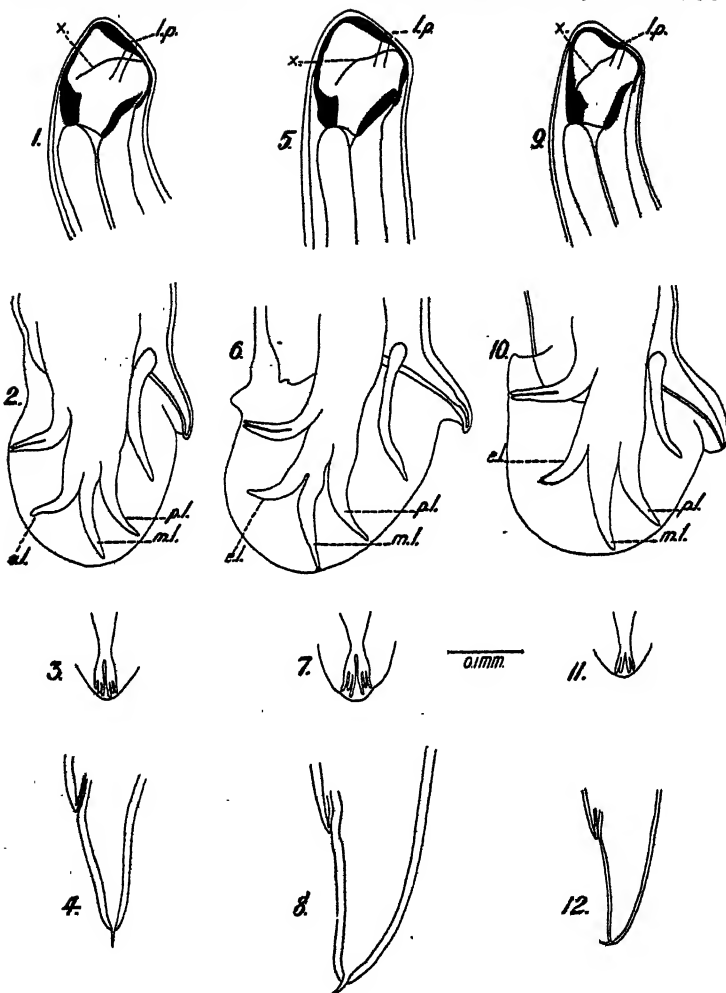 x. l.p. x. l.p. x. l.p.
1. 5. 9.
2. 6. 10.
e.l. p.l. m.l. e.l. p.l. m.l. e.l. p.l. m.l.
3. 7. 0.1mm. 11.
4. 8. 12.